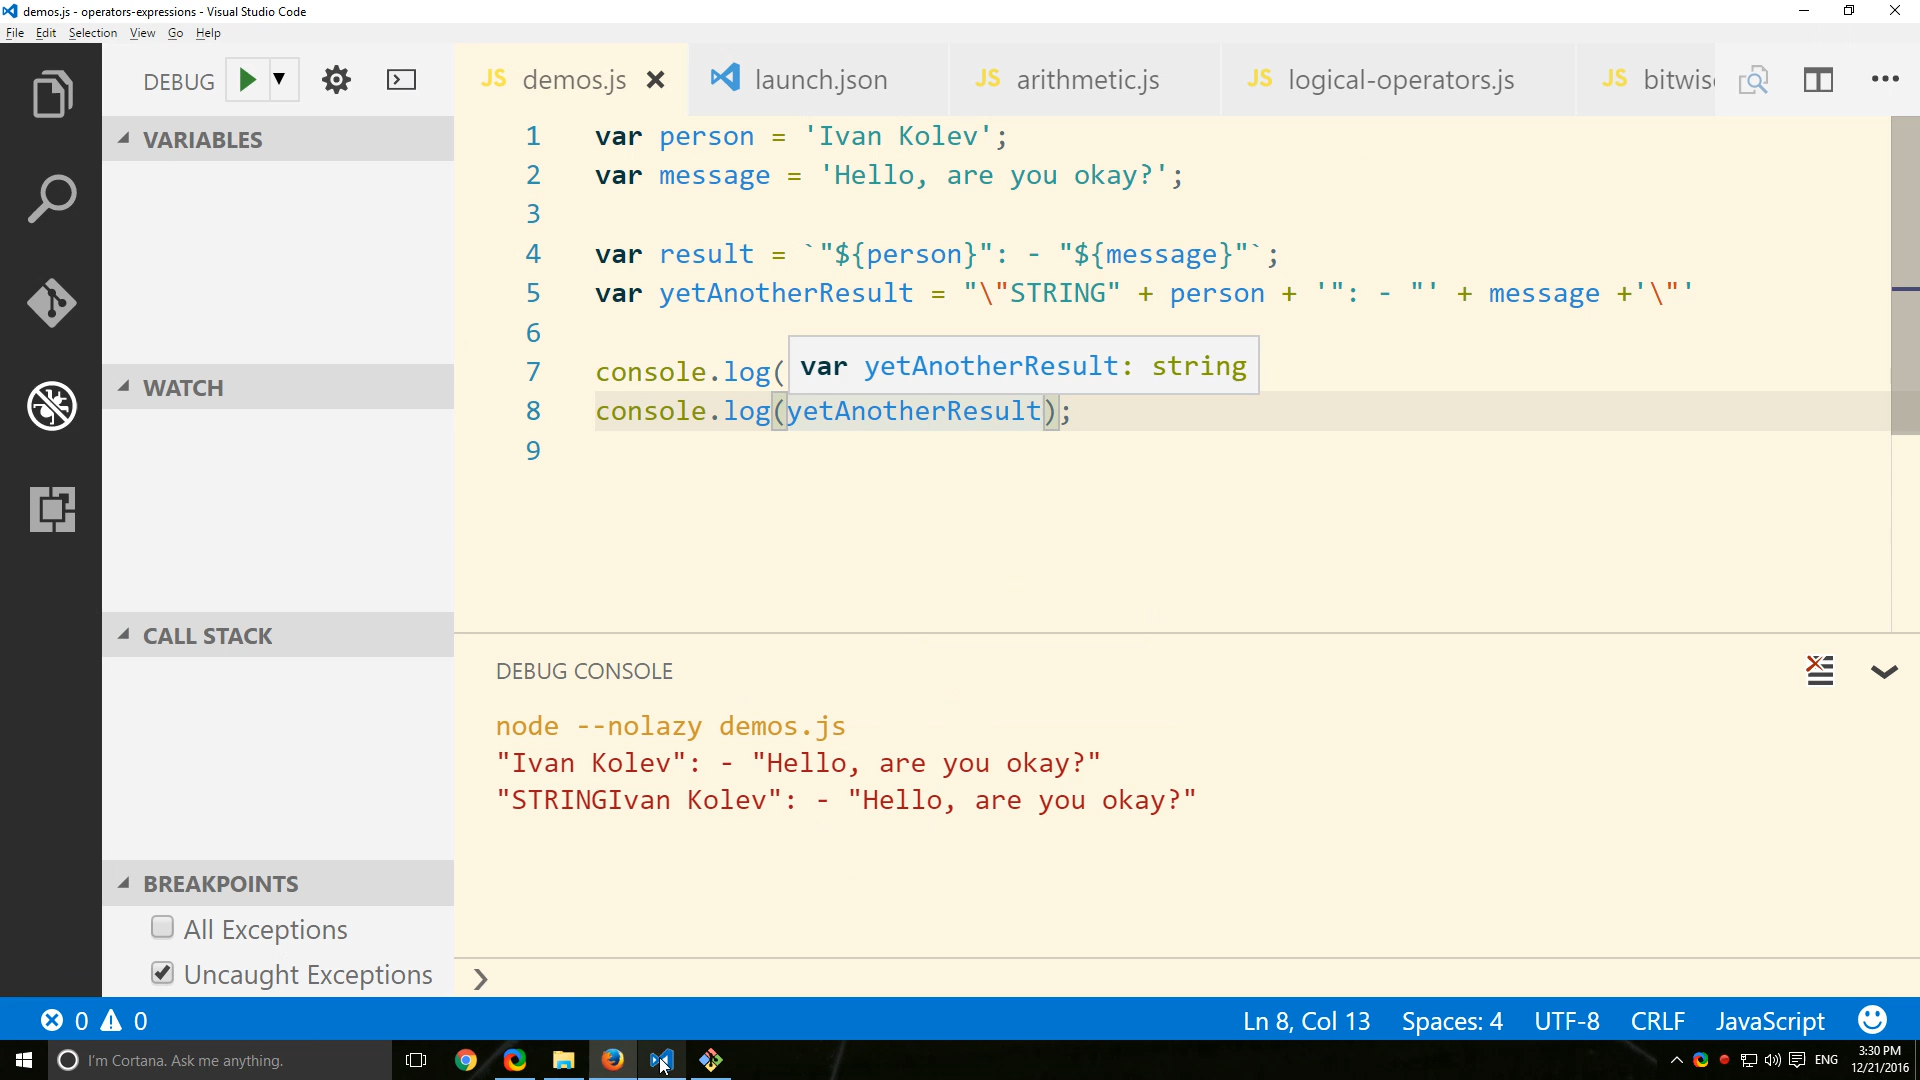 demos.js - operators-expressions - Visual Studio Code
File Edit Selection View Go Help
DEBUG
JS demos.js
launch.json
JS arithmetic.js
JS logical-operators.js
JS bitwis
VARIABLES
WATCH
CALL STACK
BREAKPOINTS
All Exceptions
Uncaught Exceptions
1 var person = 'Ivan Kolev';
2 var message = 'Hello, are you okay?';
3
4 var result = `"${person}": - "${message}"`;
5 var yetAnotherResult = "\"STRING" + person + '": - "' + message +'\"'
6
var yetAnotherResult: string
7 console.log(
8 console.log(yetAnotherResult);
9
DEBUG CONSOLE
node --nolazy demos.js
"Ivan Kolev": - "Hello, are you okay?"
"STRINGIvan Kolev": - "Hello, are you okay?"
0 0
Ln 8, Col 13 Spaces: 4 UTF-8 CRLF JavaScript
I'm Cortana. Ask me anything.
ENG
3:30 PM
12/21/2016